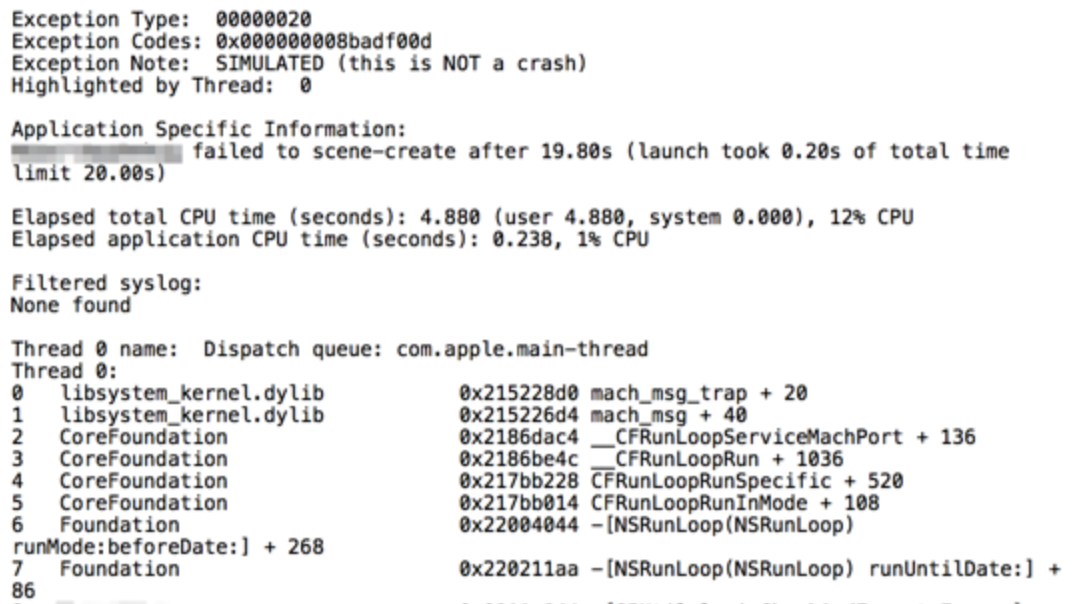 Exception Type:  00000020
Exception Codes: 0x000000008badf00d
Exception Note:  SIMULATED (this is NOT a crash)
Highlighted by Thread:  0
Application Specific Information:
failed to scene-create after 19.80s (launch took 0.20s of total time
limit 20.00s)
Elapsed total CPU time (seconds): 4.880 (user 4.880, system 0.000), 12% CPU
Elapsed application CPU time (seconds): 0.238, 1% CPU
Filtered syslog:
None found
Thread 0 name:  Dispatch queue: com.apple.main-thread
Thread 0:
0   libsystem_kernel.dylib           0x215228d0 mach_msg_trap + 20
1   libsystem_kernel.dylib           0x215226d4 mach_msg + 40
2   CoreFoundation                   0x2186dac4 __CFRunLoopServiceMachPort + 136
3   CoreFoundation                   0x2186be4c __CFRunLoopRun + 1036
4   CoreFoundation                   0x217bb228 CFRunLoopRunSpecific + 520
5   CoreFoundation                   0x217bb014 CFRunLoopRunInMode + 108
6   Foundation                       0x22004044 -[NSRunLoop(NSRunLoop)
runMode:beforeDate:] + 268
7   Foundation                       0x220211aa -[NSRunLoop(NSRunLoop) runUntilDate:] +
86